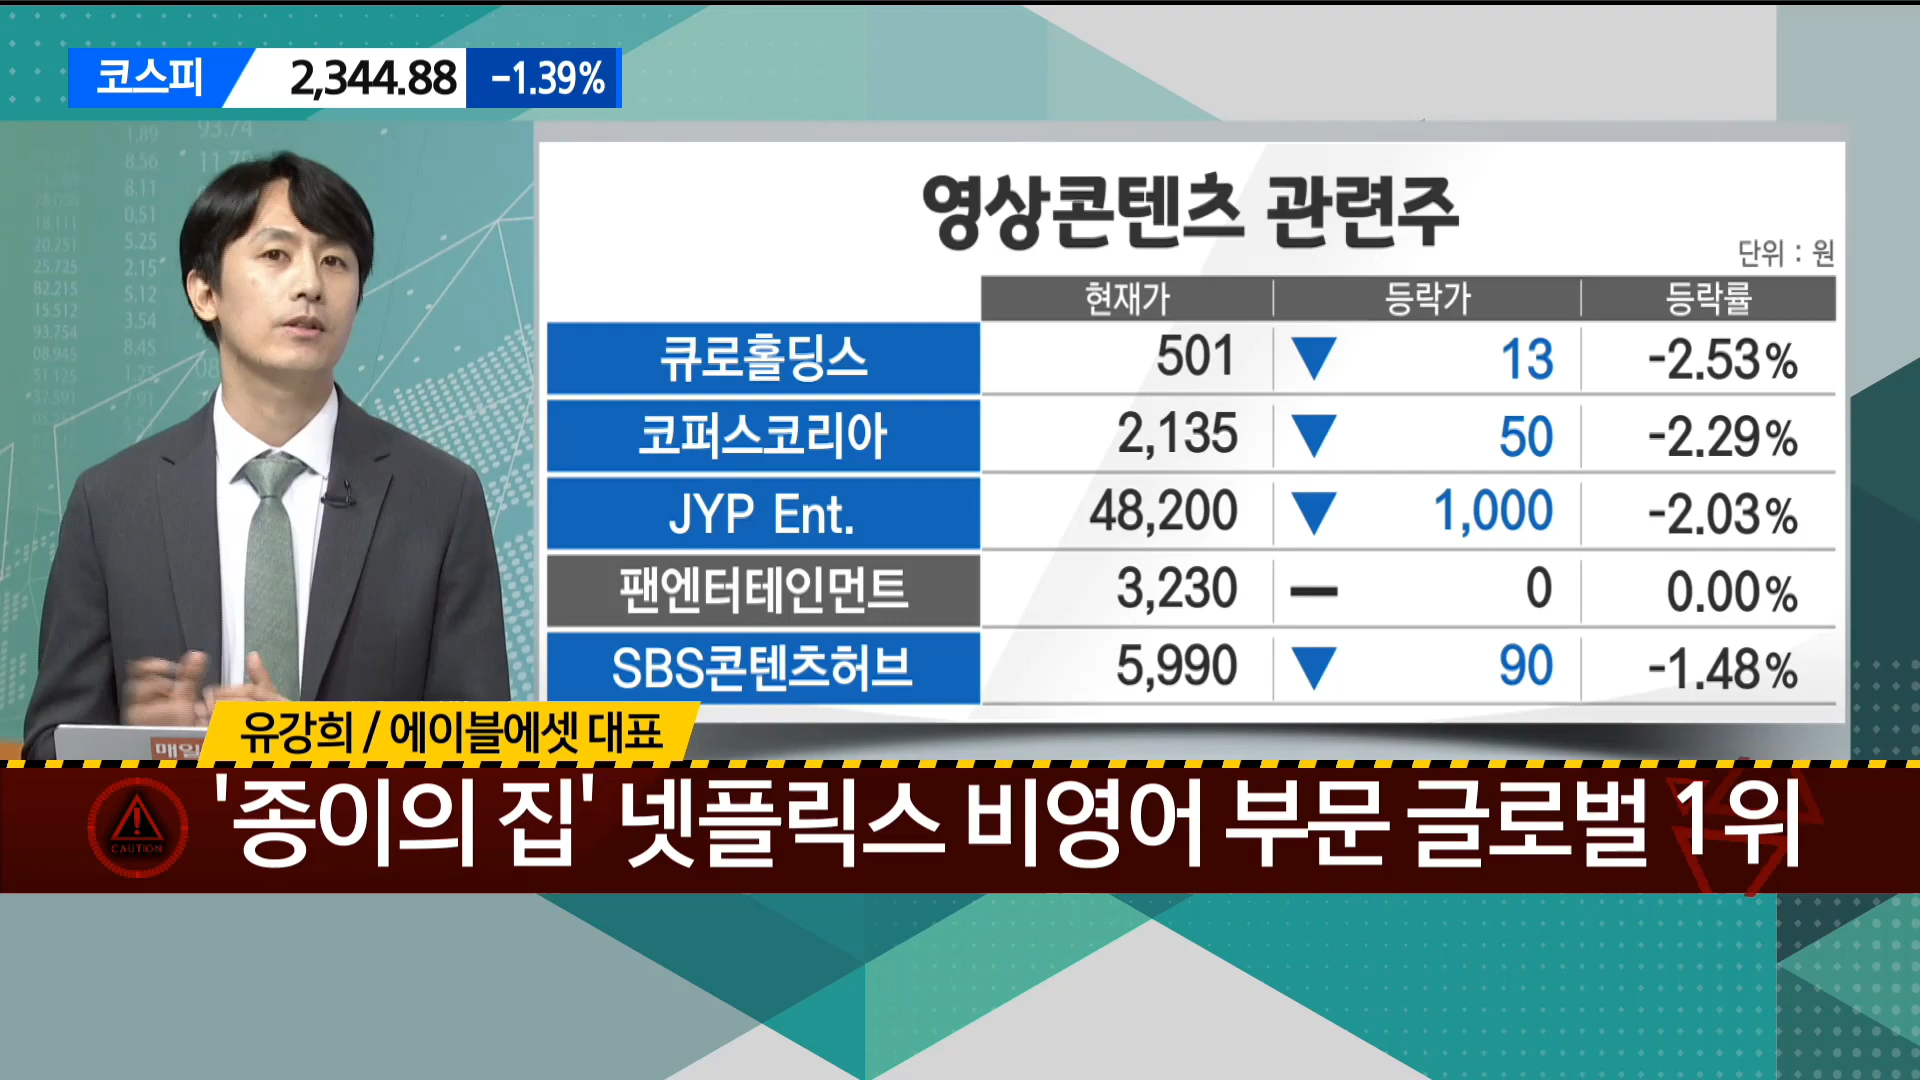 코스피 2,344.88 -1.39%
영상콘텐츠 관련주
단위 : 원
현재가 등락가 등락률
큐로홀딩스 501 ▼ 13 -2.53%
코퍼스코리아 2,135 ▼ 50 -2.29%
JYP Ent. 48,200 ▼ 1,000 -2.03%
팬엔터테인먼트 3,230 ━ 0 0.00%
SBS콘텐츠허브 5,990 ▼ 90 -1.48%
매일
유강희 / 에이블에셋 대표
CAUTION
'종이의 집' 넷플릭스 비영어 부문 글로벌 1위